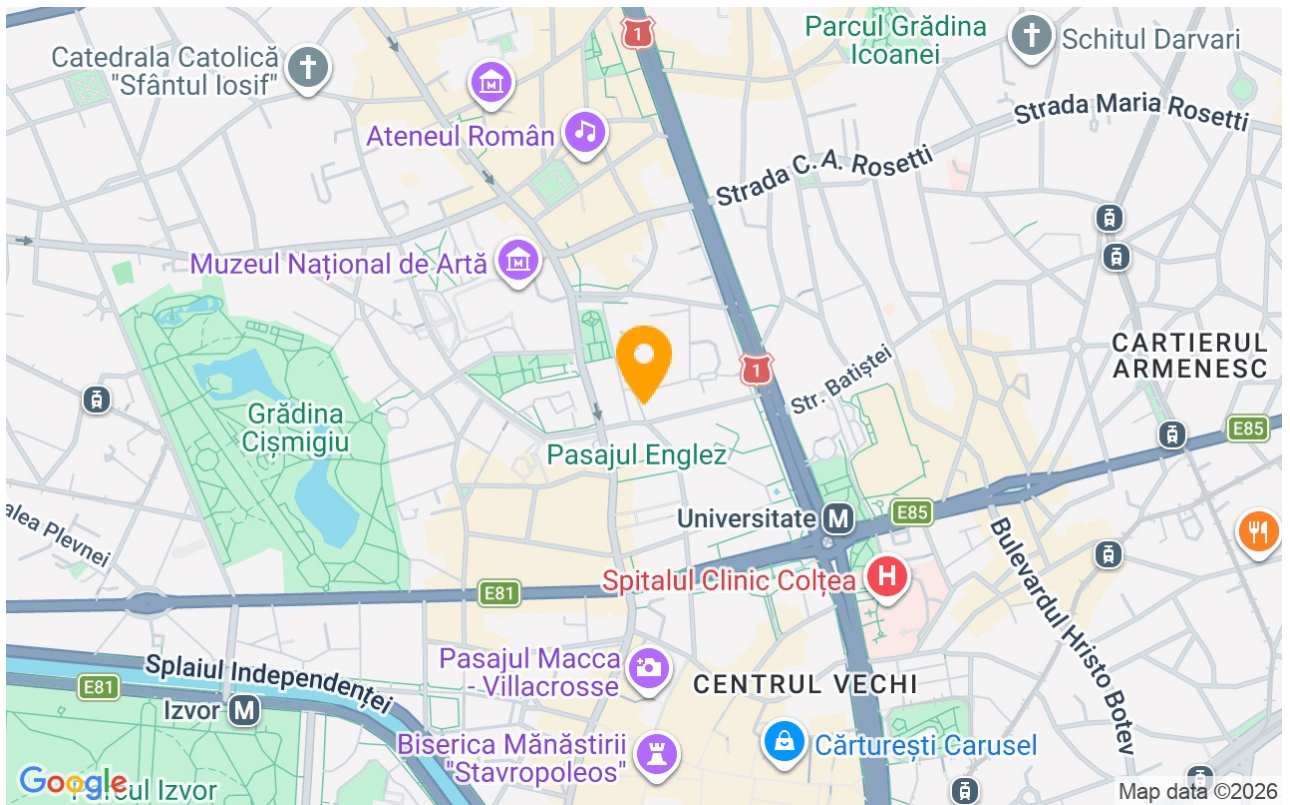 1
Parcul Grădina
Icoanei
Schitul Darvari
Catedrala Catolică
"Sfântul Iosif"
Strada Maria Rosetti
Ateneul Român
Strada C. A. Rosetti
Muzeul Național de Artă
CARTIERUL
ARMENESC
1
Str. Batiștei
Grădina
Cișmigiu
E85
Pasajul Englez
Universitate M
E85
alea Plevnei
Spitalul Clinic Colțea H
E81
Bulevardul Hristo Botev
Pasajul Macca
- Villacrosse
Splaiul Independenței
E81
CENTRUL VECHI
Izvor M
Biserica Mănăstirii
"Stavropoleos"
Cărturești Carusel
Google
Parcul Izvor
Map data ©2026